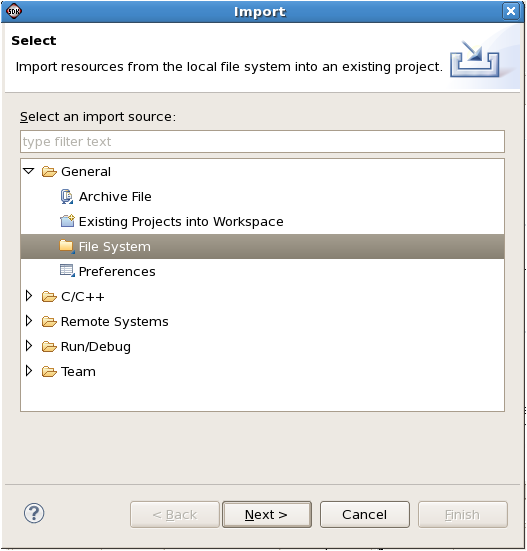 SDK
Import
Select
Import resources from the local file system into an existing project.
Select an import source:
type filter text
General
Archive File
Existing Projects into Workspace
File System
Preferences
C/C++
Remote Systems
Run/Debug
Team
?
< Back
Next >
Cancel
Finish